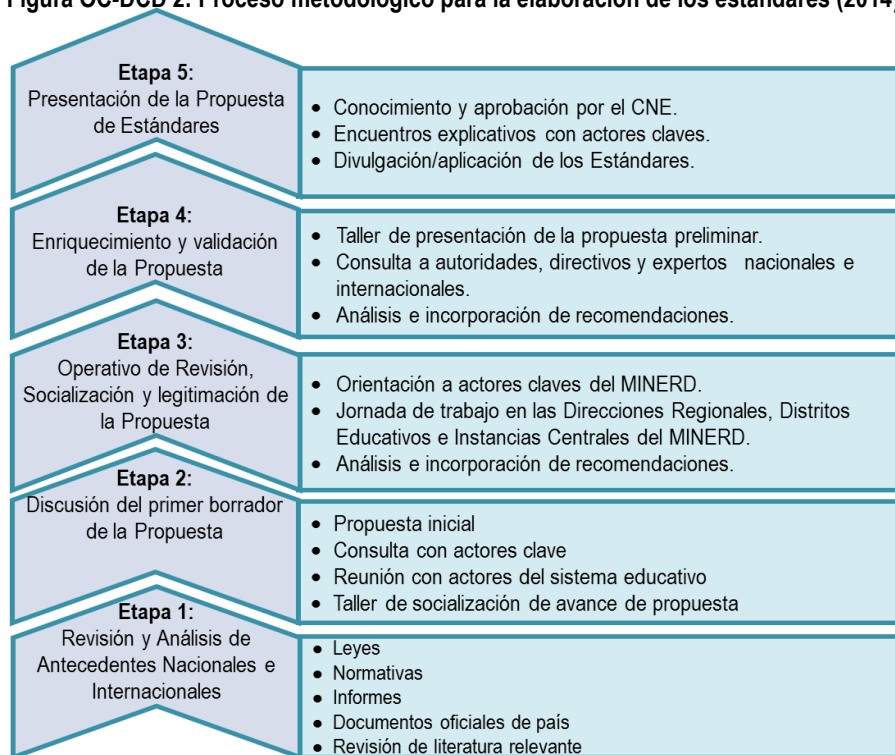 Figura OC-DCD 2. Proceso metodológico para la elaboración de los estándares (2014)
Etapa 5:
Presentación de la Propuesta
de Estándares
• Conocimiento y aprobación por el CNE.
• Encuentros explicativos con actores claves.
• Divulgación/aplicación de los Estándares.
Etapa 4:
Enriquecimiento y validación
de la Propuesta
• Taller de presentación de la propuesta preliminar.
• Consulta a autoridades, directivos y expertos nacionales e
internacionales.
• Análisis e incorporación de recomendaciones.
Etapa 3:
Operativo de Revisión,
Socialización y legitimación de
la Propuesta
• Orientación a actores claves del MINERD.
• Jornada de trabajo en las Direcciones Regionales, Distritos
Educativos e Instancias Centrales del MINERD.
• Análisis e incorporación de recomendaciones.
Etapa 2:
Discusión del primer borrador
de la Propuesta
• Propuesta inicial
• Consulta con actores clave
• Reunión con actores del sistema educativo
• Taller de socialización de avance de propuesta
Etapa 1:
Revisión y Análisis de
Antecedentes Nacionales e
Internacionales
• Leyes
• Normativas
• Informes
• Documentos oficiales de país
• Revisión de literatura relevante